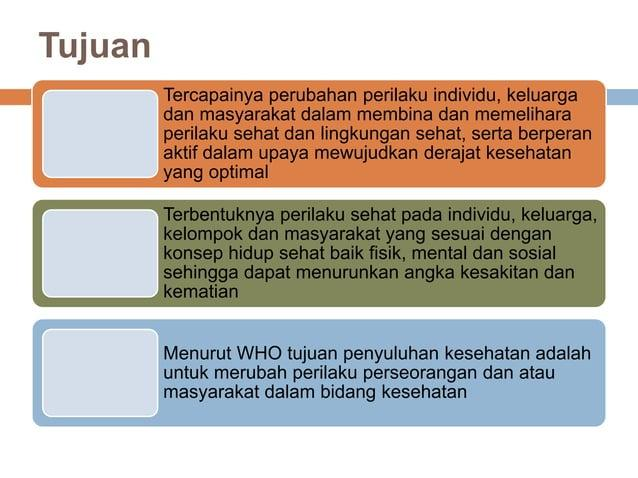 Tujuan
Tercapainya perubahan perilaku individu, keluarga
dan masyarakat dalam membina dan memelihara
perilaku sehat dan lingkungan sehat, serta berperan
aktif dalam upaya mewujudkan derajat kesehatan
yang optimal
Terbentuknya perilaku sehat pada individu, keluarga,
kelompok dan masyarakat yang sesuai dengan
konsep hidup sehat baik fisik, mental dan sosial
sehingga dapat menurunkan angka kesakitan dan
kematian
Menurut WHO tujuan penyuluhan kesehatan adalah
untuk merubah perilaku perseorangan dan atau
masyarakat dalam bidang kesehatan